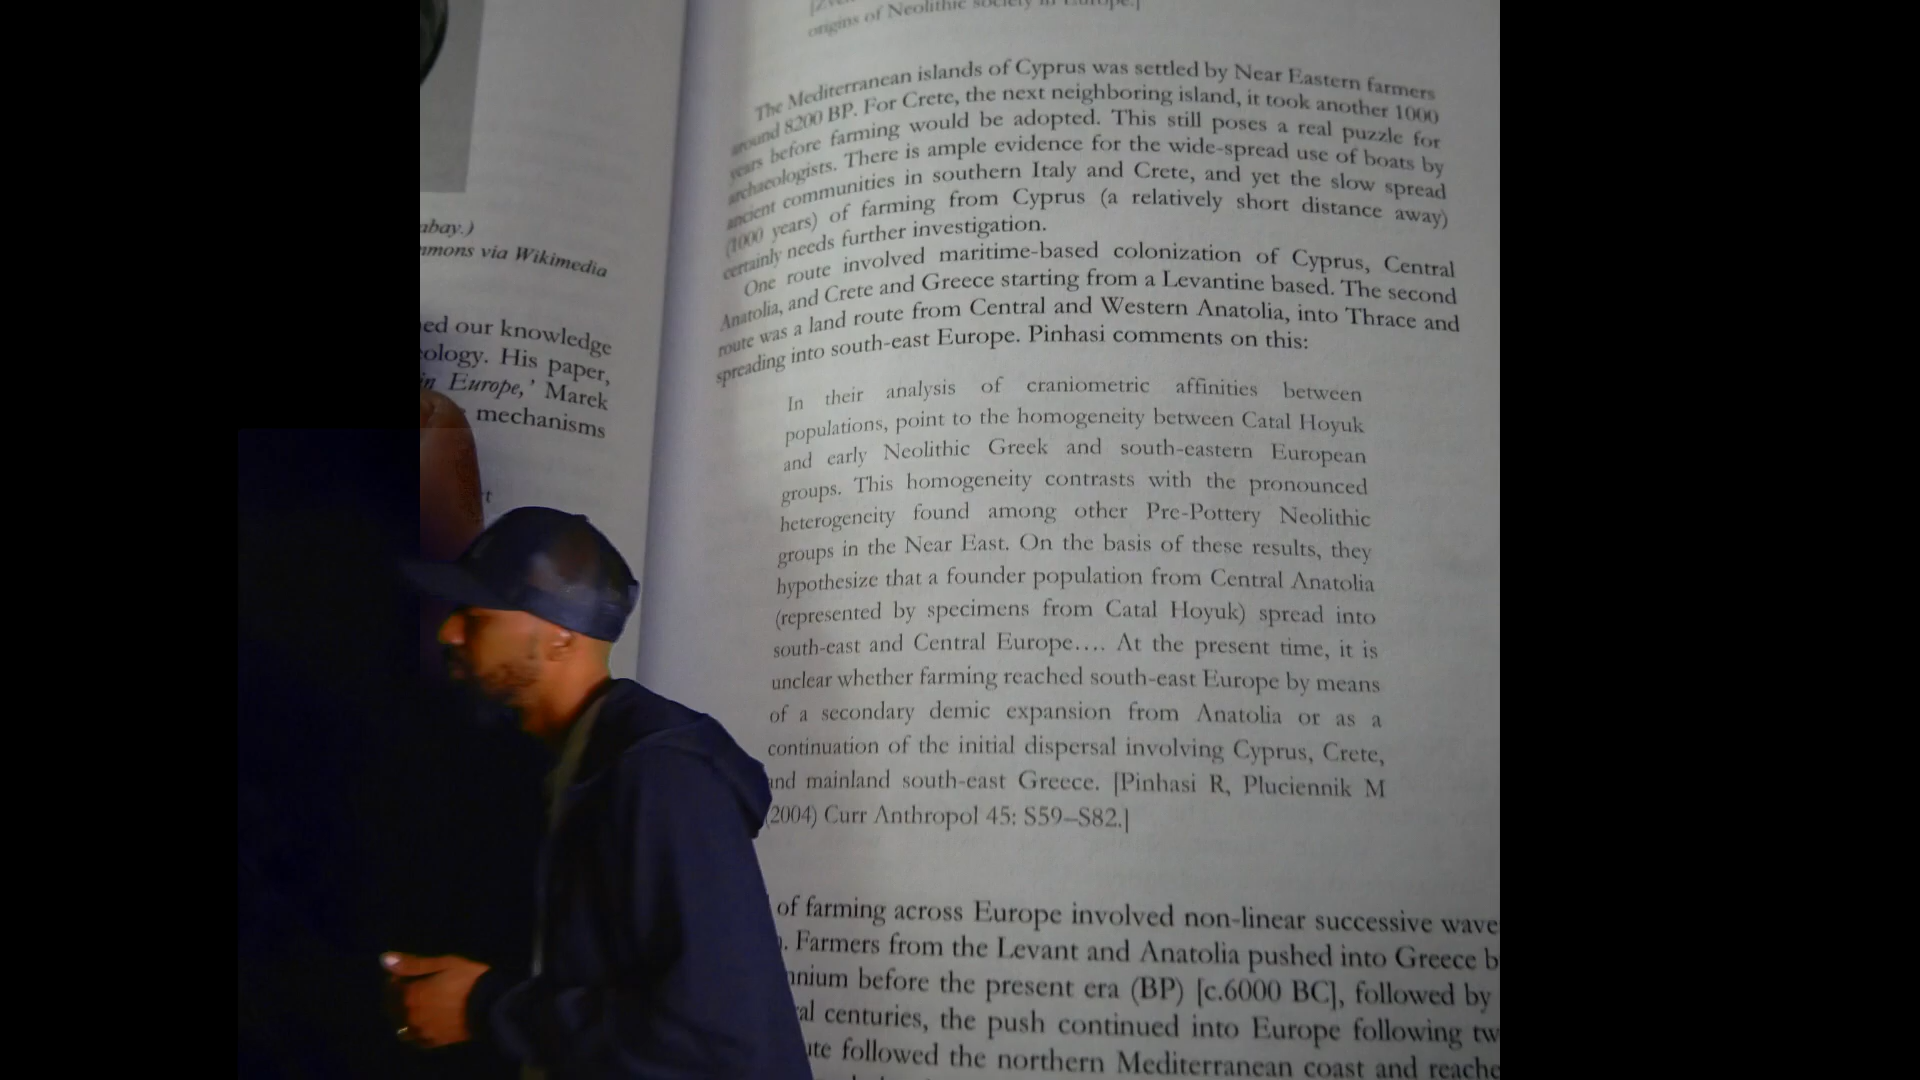 origins of Neolithic society in Europe.]
The Mediterranean islands of Cyprus was settled by Near Eastern farmers
around 8200 BP. For Crete, the next neighboring island, it took another 1000
years before farming would be adopted. This still poses a real puzzle for
archaeologists. There is ample evidence for the wide-spread use of boats by
ancient communities in southern Italy and Crete, and yet the slow spread
(1000 years) of farming from Cyprus (a relatively short distance away)
certainly needs further investigation.
One route involved maritime-based colonization of Cyprus, Central
Anatolia, and Crete and Greece starting from a Levantine based. The second
route was a land route from Central and Western Anatolia, into Thrace and
spreading into south-east Europe. Pinhasi comments on this:
In their analysis of craniometric affinities between
populations, point to the homogeneity between Catal Hoyuk
and early Neolithic Greek and south-eastern European
groups. This homogeneity contrasts with the pronounced
heterogeneity found among other Pre-Pottery Neolithic
groups in the Near East. On the basis of these results, they
hypothesize that a founder population from Central Anatolia
(represented by specimens from Catal Hoyuk) spread into
south-east and Central Europe.... At the present time, it is
unclear whether farming reached south-east Europe by means
of a secondary demic expansion from Anatolia or as a
continuation of the initial dispersal involving Cyprus, Crete,
and mainland south-east Greece. [Pinhasi R, Pluciennik M
(2004) Curr Anthropol 45: S59–S82.]
of farming across Europe involved non-linear successive wave
. Farmers from the Levant and Anatolia pushed into Greece b
nnium before the present era (BP) [c.6000 BC], followed by
al centuries, the push continued into Europe following tw
ute followed the northern Mediterranean coast and reache
abay.)
mmons via Wikimedia
ed our knowledge
ology. His paper,
in Europe,' Marek
mechanisms